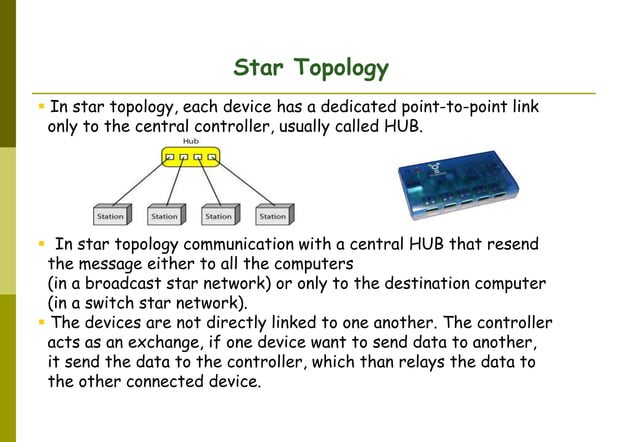 Star Topology
▪ In star topology, each device has a dedicated point-to-point link
only to the central controller, usually called HUB.
Hub
Station Station Station Station
▪ In star topology communication with a central HUB that resend
the message either to all the computers
(in a broadcast star network) or only to the destination computer
(in a switch star network).
▪ The devices are not directly linked to one another. The controller
acts as an exchange, if one device want to send data to another,
it send the data to the controller, which than relays the data to
the other connected device.